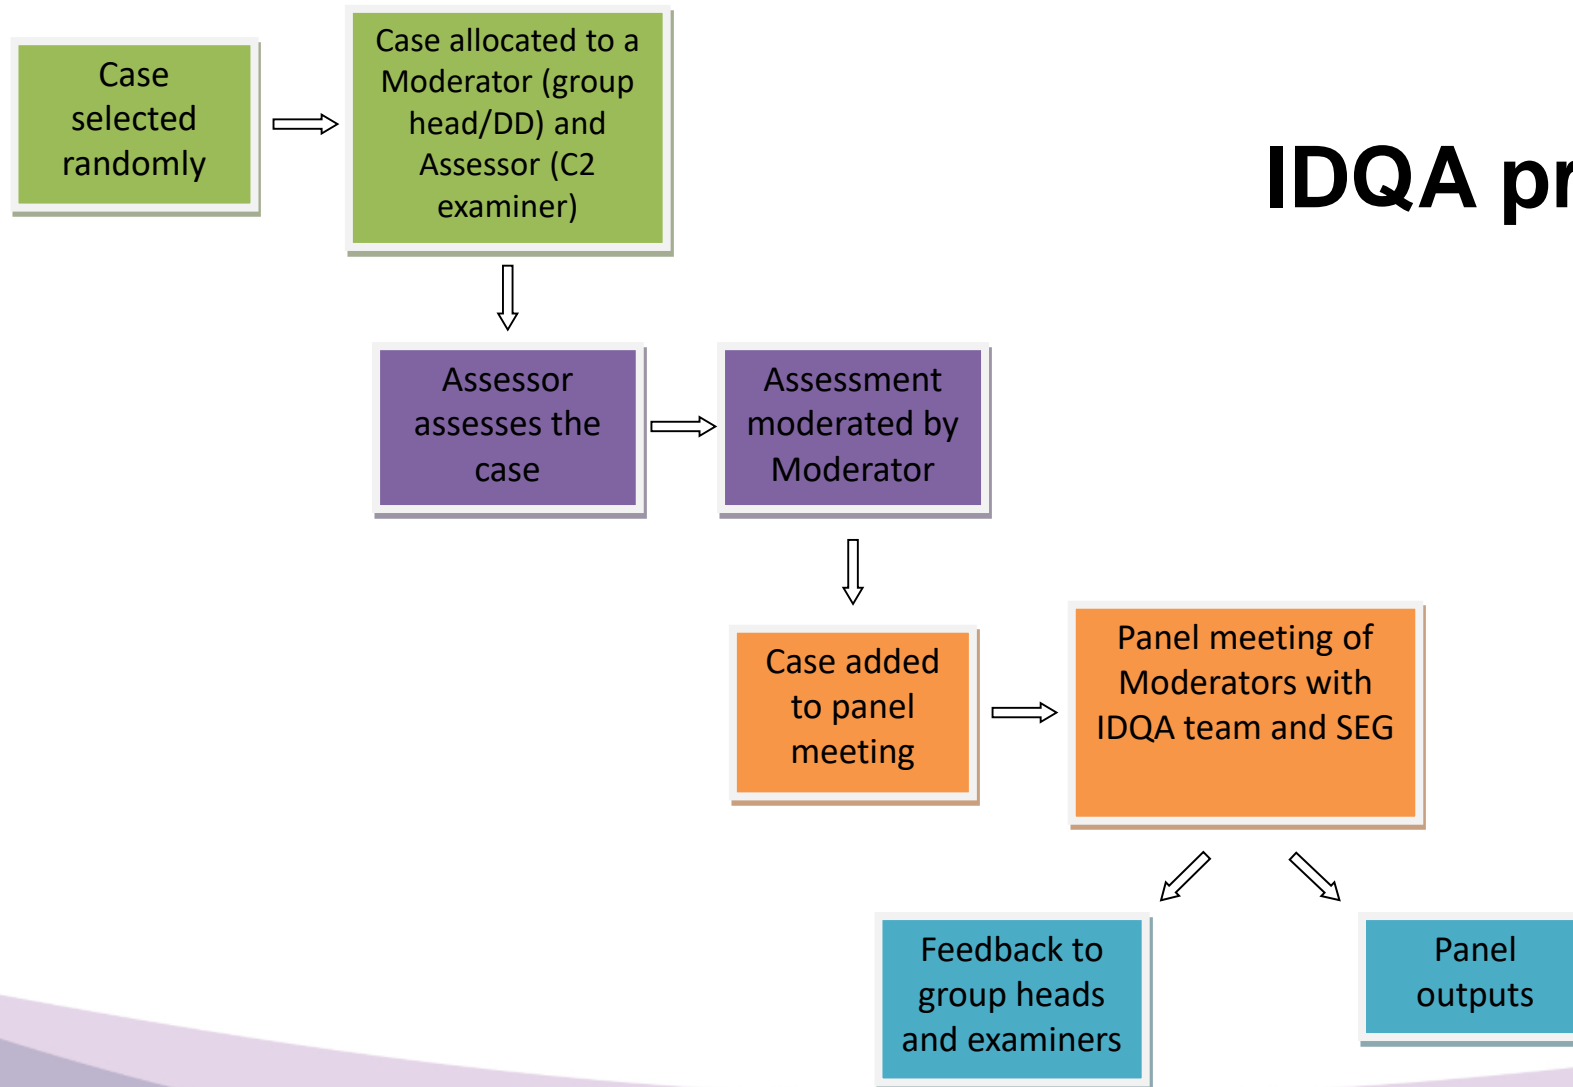 Case
selected
randomly
Case allocated to a
Moderator (group
head/DD) and
Assessor (C2
examiner)
IDQA pr
Assessor
assesses the
case
Assessment
moderated by
Moderator
Case added
to panel
meeting
Panel meeting of
Moderators with
IDQA team and SEG
Feedback to
group heads
and examiners
Panel
outputs